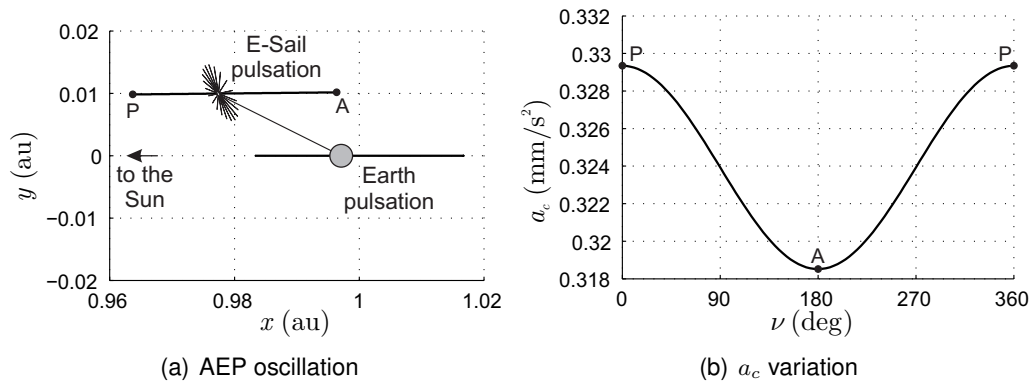 0.02
0.01
0
−0.01
−0.02
y (au)
0.96
0.98
1
1.02
x (au)
E-Sail
pulsation
P
A
to the
Sun
Earth
pulsation
(a) AEP oscillation
0.332
0.33
0.328
0.326
0.324
0.322
0.32
0.318
a_c (mm/s²)
P
P
A
0
90
180
270
360
ν (deg)
(b) a_c variation